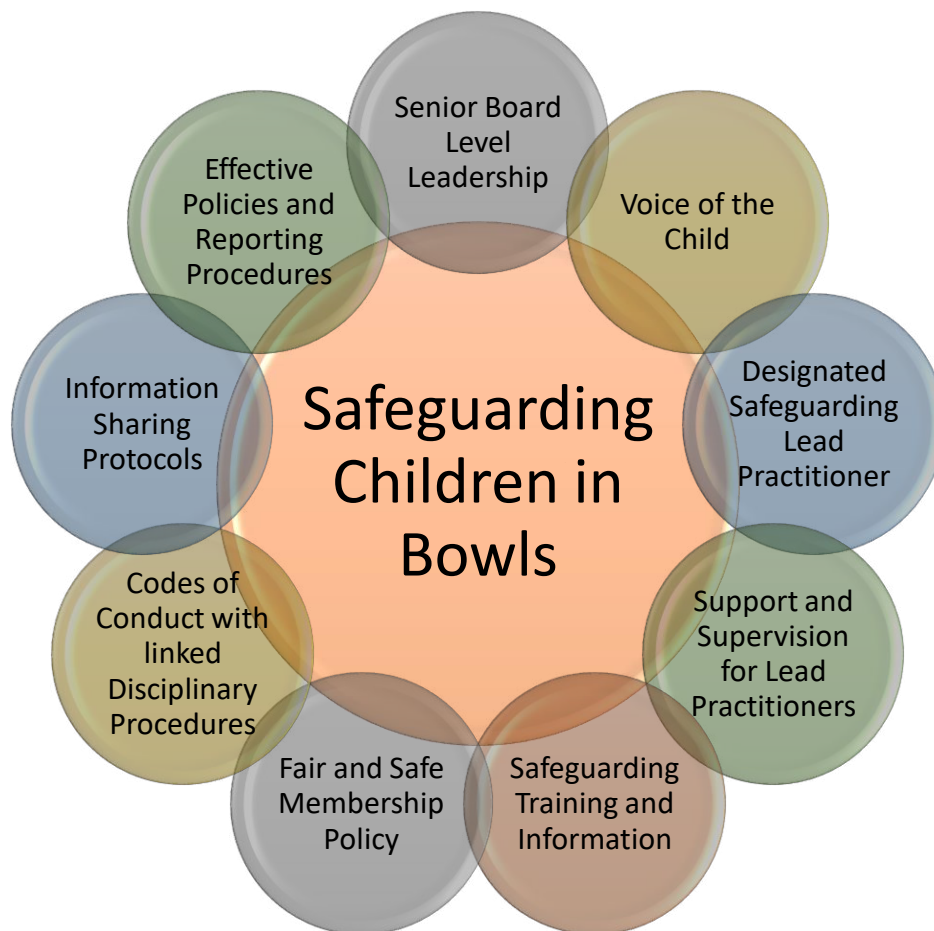 Senior Board
Level
Leadership
Voice of the
Child
Designated
Safeguarding
Lead
Practitioner
Support and
Supervision
for Lead
Practitioners
Safeguarding
Training and
Information
Fair and Safe
Membership
Policy
Codes of
Conduct with
linked
Disciplinary
Procedures
Information
Sharing
Protocols
Effective
Policies and
Reporting
Procedures
Safeguarding
Children in
Bowls